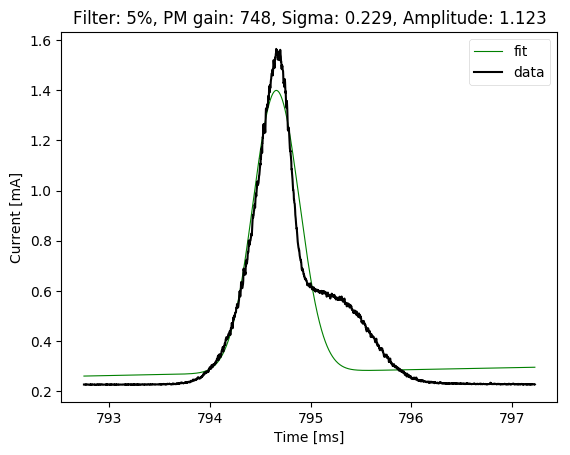 Filter: 5%, PM gain: 748, Sigma: 0.229, Amplitude: 1.123
fit
data
Current [mA]
1.6
1.4
1.2
1.0
0.8
0.6
0.4
0.2
793
794
795
796
797
Time [ms]